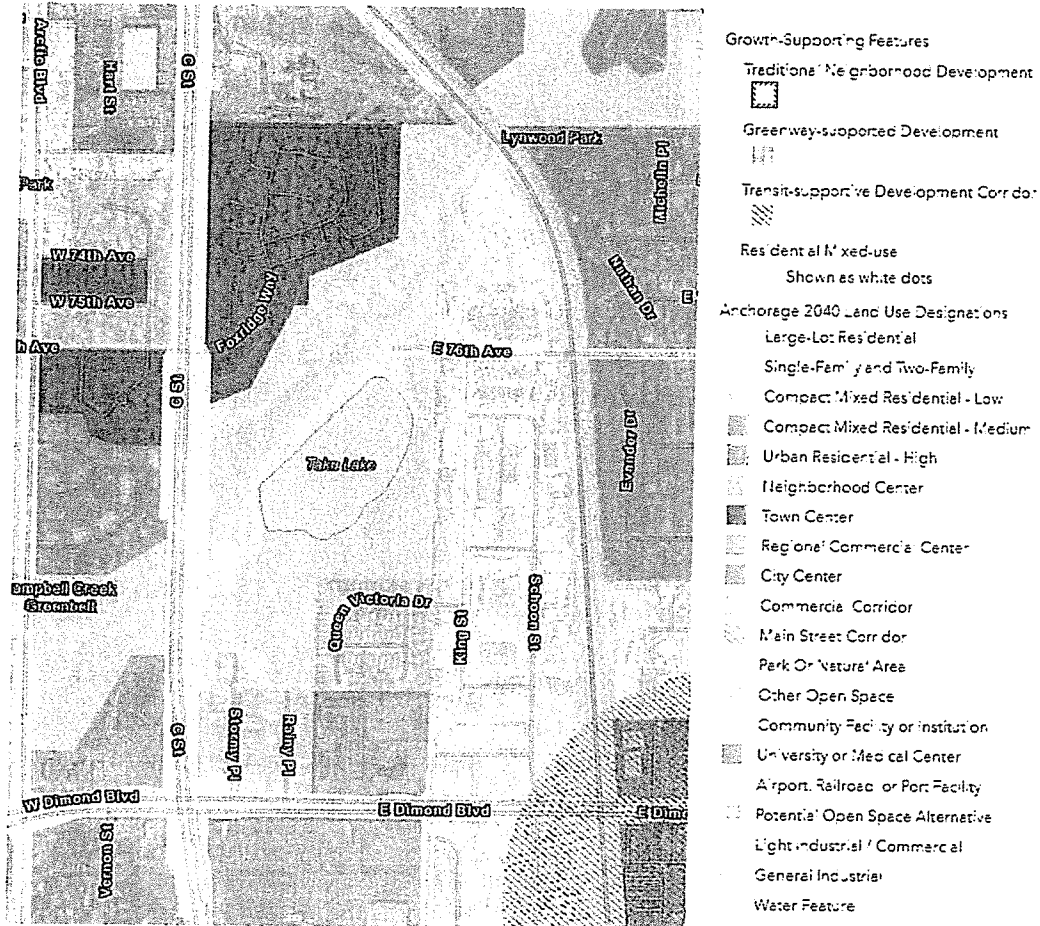 Arctic Blvd
Hart St
C St
Lynwood Park
Michelin Pl
Park
W 74th Ave
W 75th Ave
Foxridge Way
Nathan Dr
E
h Ave
E 76th Ave
C St
Taku Lake
Evander Dr
ampbell Creek
Greenbelt
Queen Victoria Dr
King St
Schoon St
C St
Stormy Pl
Rainy Pl
W Dimond Blvd
E Dimond Blvd
E Dimo
Vernon St
Growth-Supporting Features
Traditional Neighborhood Development
Greenway-supported Development
Transit-supportive Development Corridor
Residential Mixed-use
Shown as white dots
Anchorage 2040 Land Use Designations
Large-Lot Residential
Single-Family and Two-Family
Compact Mixed Residential - Low
Compact Mixed Residential - Medium
Urban Residential - High
Neighborhood Center
Town Center
Regional Commercial Center
City Center
Commercial Corridor
Main Street Corridor
Park Or Natural Area
Other Open Space
Community Facility or Institution
University or Medical Center
Airport, Railroad, or Port Facility
Potential Open Space Alternative
Light Industrial / Commercial
General Industrial
Water Feature